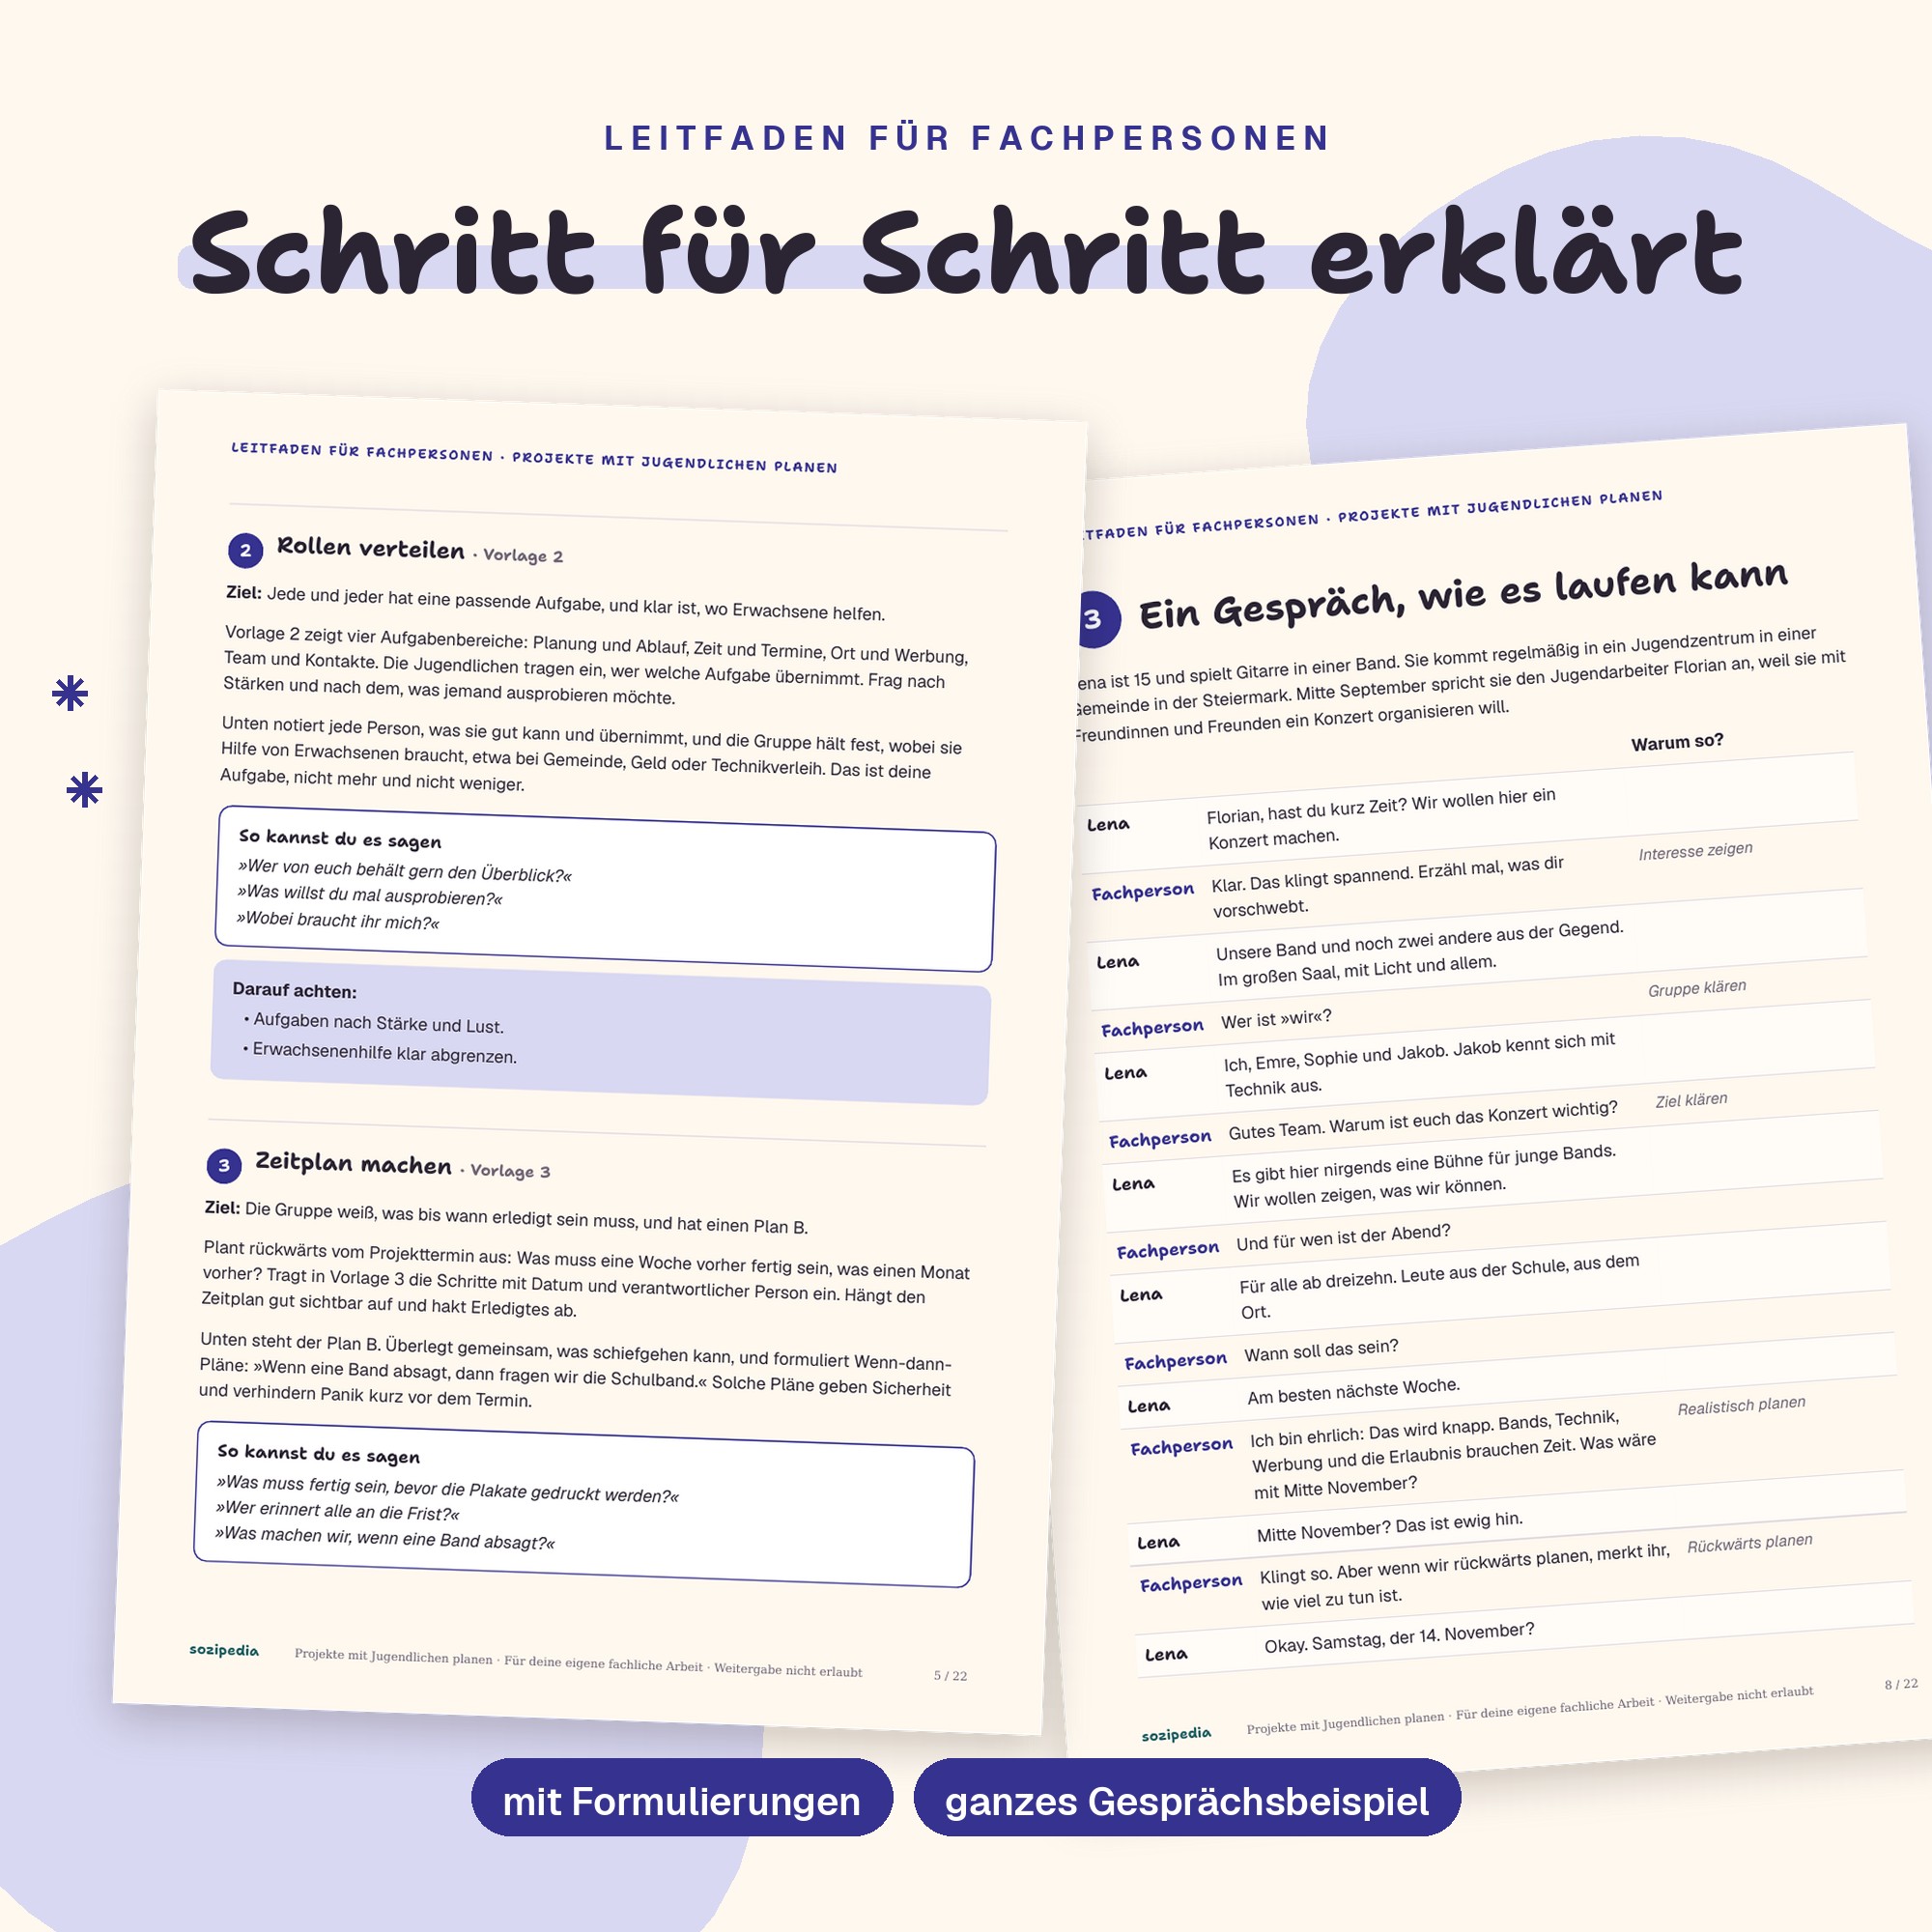 LEITFADEN FÜR FACHPERSONEN
Schritt für Schritt erklärt
LEITFADEN FÜR FACHPERSONEN · PROJEKTE MIT JUGENDLICHEN PLANEN
2 Rollen verteilen · Vorlage 2
Ziel: Jede und jeder hat eine passende Aufgabe, und klar ist, wo Erwachsene helfen.
Vorlage 2 zeigt vier Aufgabenbereiche: Planung und Ablauf, Zeit und Termine, Ort und Werbung,
Team und Kontakte. Die Jugendlichen tragen ein, wer welche Aufgabe übernimmt. Frag nach
Stärken und nach dem, was jemand ausprobieren möchte.
Unten notiert jede Person, was sie gut kann und übernimmt, und die Gruppe hält fest, wobei sie
Hilfe von Erwachsenen braucht, etwa bei Gemeinde, Geld oder Technikverleih. Das ist deine
Aufgabe, nicht mehr und nicht weniger.
So kannst du es sagen
»Wer von euch behält gern den Überblick?«
»Was willst du mal ausprobieren?«
»Wobei braucht ihr mich?«
Darauf achten:
• Aufgaben nach Stärke und Lust.
• Erwachsenenhilfe klar abgrenzen.
3 Zeitplan machen · Vorlage 3
Ziel: Die Gruppe weiß, was bis wann erledigt sein muss, und hat einen Plan B.
Plant rückwärts vom Projekttermin aus: Was muss eine Woche vorher fertig sein, was einen Monat
vorher? Tragt in Vorlage 3 die Schritte mit Datum und verantwortlicher Person ein. Hängt den
Zeitplan gut sichtbar auf und hakt Erledigtes ab.
Unten steht der Plan B. Überlegt gemeinsam, was schiefgehen kann, und formuliert Wenn-dann-
Pläne: »Wenn eine Band absagt, dann fragen wir die Schulband.« Solche Pläne geben Sicherheit
und verhindern Panik kurz vor dem Termin.
So kannst du es sagen
»Was muss fertig sein, bevor die Plakate gedruckt werden?«
»Wer erinnert alle an die Frist?«
»Was machen wir, wenn eine Band absagt?«
sozipedia Projekte mit Jugendlichen planen · Für deine eigene fachliche Arbeit · Weitergabe nicht erlaubt 5 / 22
FÜR FACHPERSONEN · PROJEKTE MIT JUGENDLICHEN PLANEN
3 Ein Gespräch, wie es laufen kann
ist 15 und spielt Gitarre in einer Band. Sie kommt regelmäßig in ein Jugendzentrum in einer
Gemeinde in der Steiermark. Mitte September spricht sie den Jugendarbeiter Florian an, weil sie mit
Freundinnen und Freunden ein Konzert organisieren will.
Warum so?
Lena Florian, hast du kurz Zeit? Wir wollen hier ein
Konzert machen.
Fachperson Klar. Das klingt spannend. Erzähl mal, was dir Interesse zeigen
vorschwebt.
Lena Unsere Band und noch zwei andere aus der Gegend.
Im großen Saal, mit Licht und allem.
Fachperson Wer ist »wir«? Gruppe klären
Lena Ich, Emre, Sophie und Jakob. Jakob kennt sich mit
Technik aus.
Fachperson Gutes Team. Warum ist euch das Konzert wichtig? Ziel klären
Lena Es gibt hier nirgends eine Bühne für junge Bands.
Wir wollen zeigen, was wir können.
Fachperson Und für wen ist der Abend?
Lena Für alle ab dreizehn. Leute aus der Schule, aus dem
Ort.
Fachperson Wann soll das sein?
Lena Am besten nächste Woche.
Fachperson Ich bin ehrlich: Das wird knapp. Bands, Technik, Realistisch planen
Werbung und die Erlaubnis brauchen Zeit. Was wäre
mit Mitte November?
Lena Mitte November? Das ist ewig hin.
Fachperson Klingt so. Aber wenn wir rückwärts planen, merkt ihr, Rückwärts planen
wie viel zu tun ist.
Lena Okay. Samstag, der 14. November?
sozipedia Projekte mit Jugendlichen planen · Für deine eigene fachliche Arbeit · Weitergabe nicht erlaubt 8 / 22
mit Formulierungen
ganzes Gesprächsbeispiel